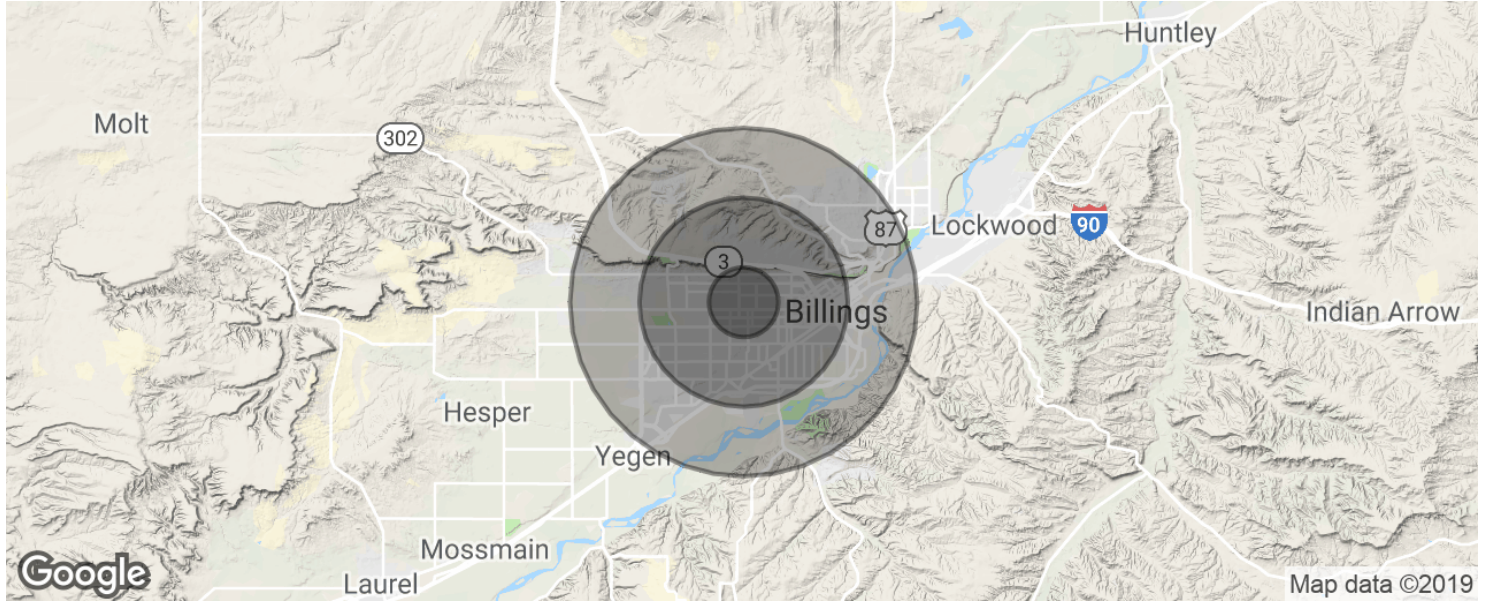 Huntley
Molt
302
87
Lockwood
90
3
Billings
Indian Arrow
Hesper
Yegen
Mossmain
Laurel
Google
Map data ©2019